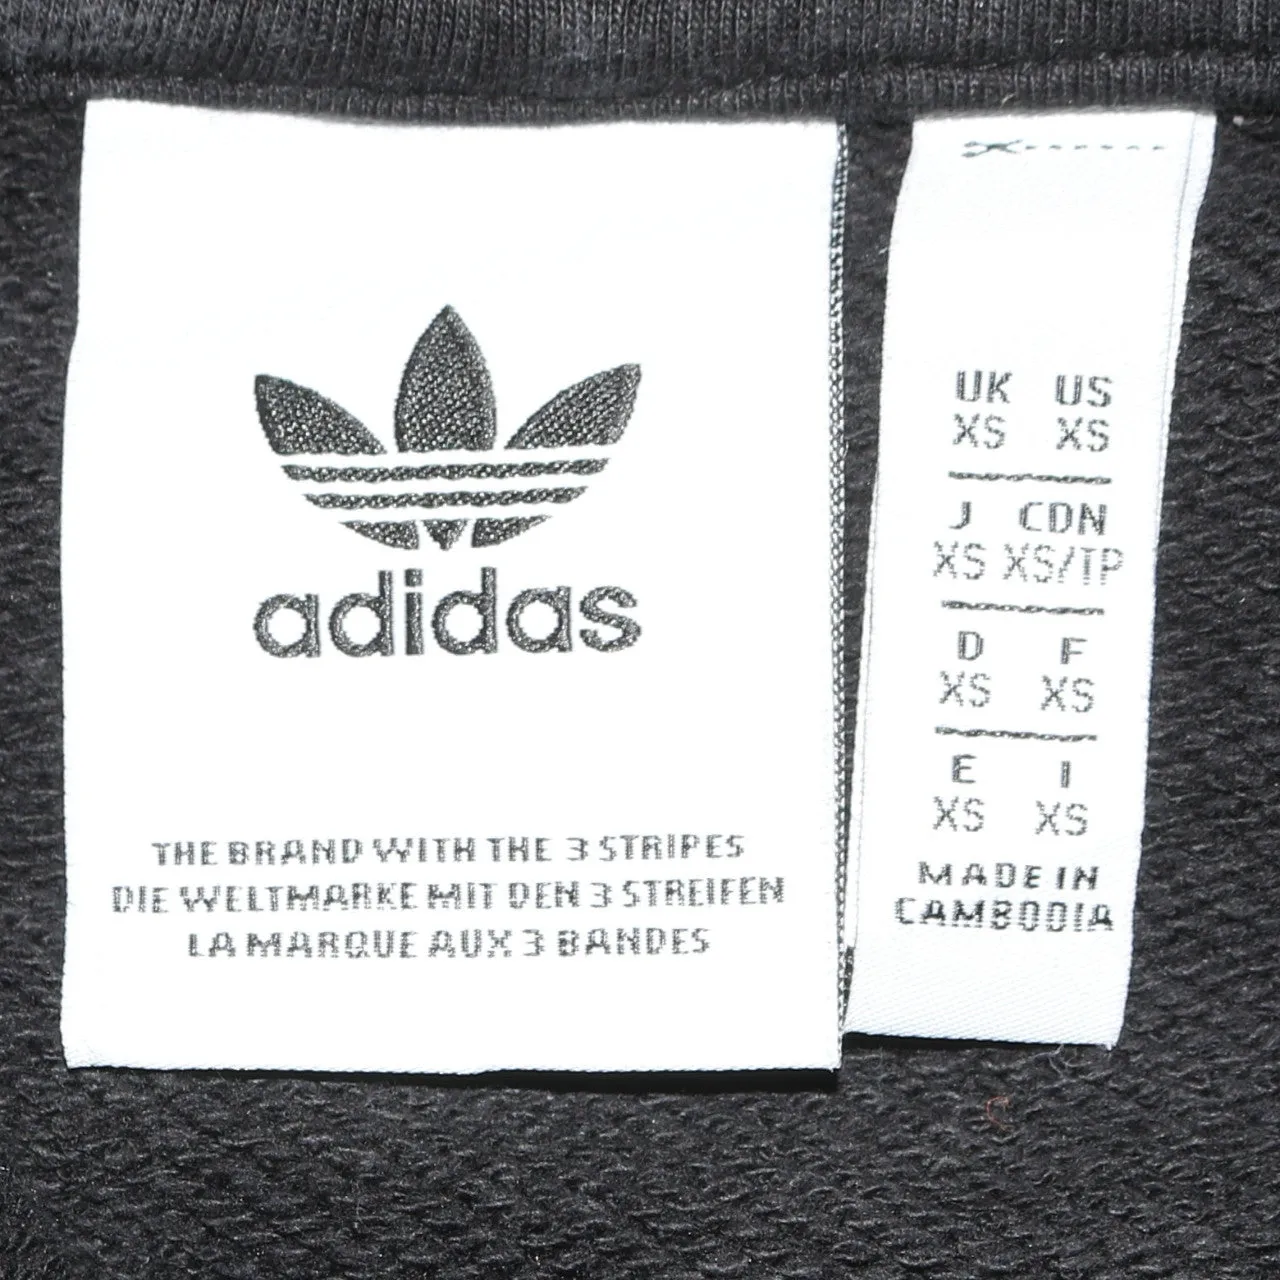 adidas
THE BRAND WITH THE 3 STRIPES
DIE WELTMARKE MIT DEN 3 STREIFEN
LA MARQUE AUX 3 BANDES
UK US
XS XS
J CDN
XS XS/TP
D F
XS XS
E I
XS XS
MADE IN
CAMBODIA